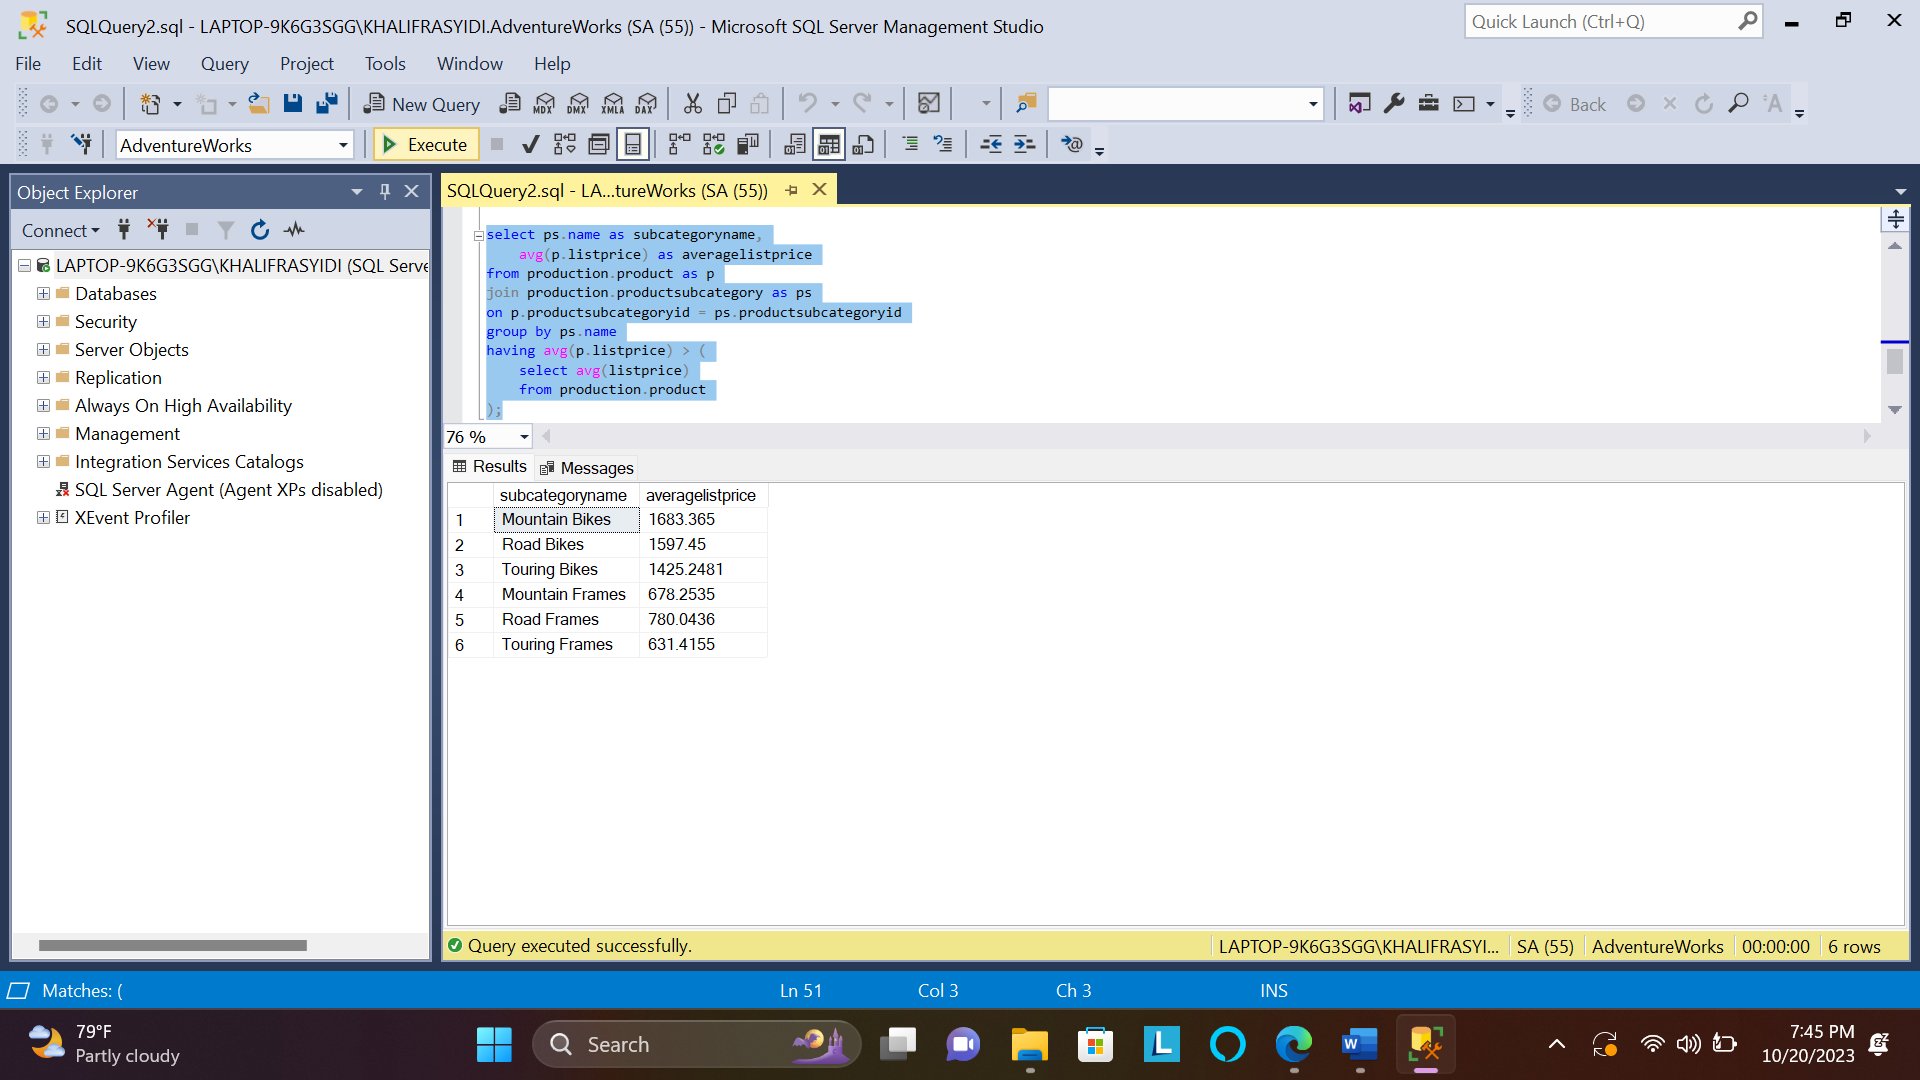 SQLQuery2.sql - LAPTOP-9K6G3SGG\KHALIFRASYIDI.AdventureWorks (SA (55)) - Microsoft SQL Server Management Studio
Quick Launch (Ctrl+Q)
File Edit View Query Project Tools Window Help
New Query MDX DMX XMLA DAX Back
AdventureWorks Execute
Object Explorer
Connect
LAPTOP-9K6G3SGG\KHALIFRASYIDI (SQL Serve
Databases
Security
Server Objects
Replication
Always On High Availability
Management
Integration Services Catalogs
SQL Server Agent (Agent XPs disabled)
XEvent Profiler
SQLQuery2.sql - LA...tureWorks (SA (55))
select ps.name as subcategoryname,
avg(p.listprice) as averagelistprice
from production.product as p
join production.productsubcategory as ps
on p.productsubcategoryid = ps.productsubcategoryid
group by ps.name
having avg(p.listprice) > (
select avg(listprice)
from production.product
);
76 %
Results Messages
subcategoryname averagelistprice
1 Mountain Bikes 1683.365
2 Road Bikes 1597.45
3 Touring Bikes 1425.2481
4 Mountain Frames 678.2535
5 Road Frames 780.0436
6 Touring Frames 631.4155
Query executed successfully. LAPTOP-9K6G3SGG\KHALIFRASYI... SA (55) AdventureWorks 00:00:00 6 rows
Matches: ( Ln 51 Col 3 Ch 3 INS
79°F
Partly cloudy
Search
7:45 PM
10/20/2023